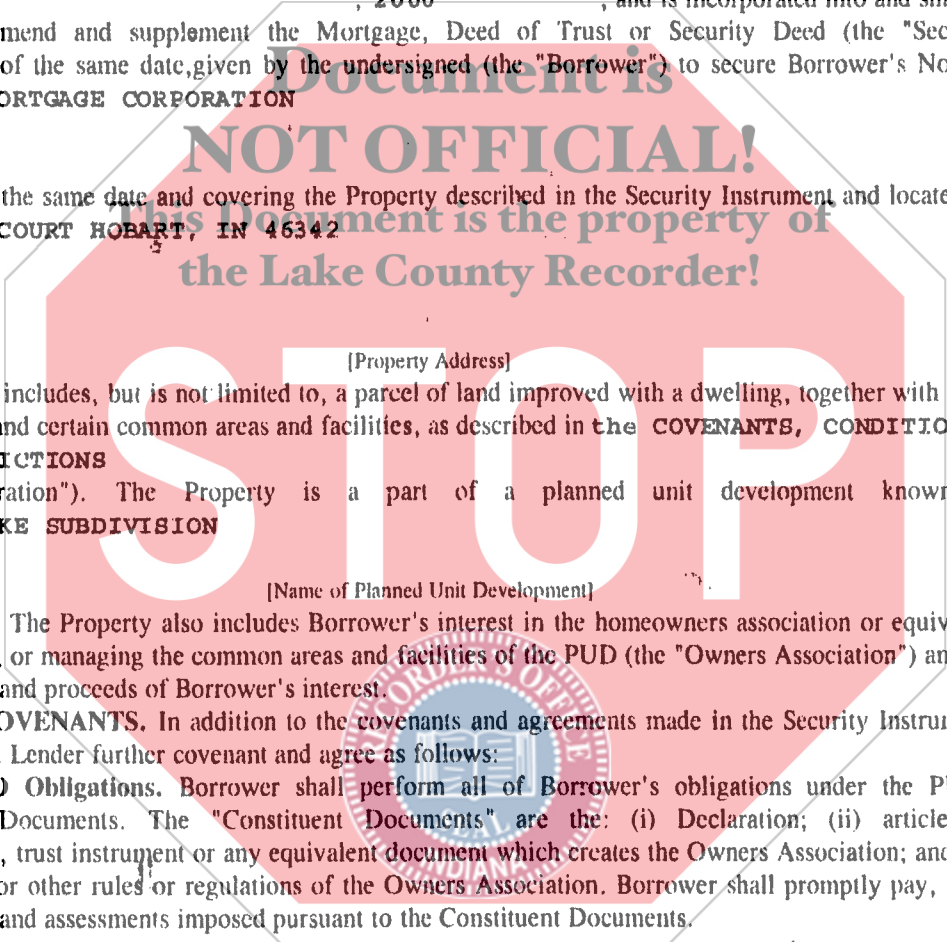 , 2000 , and is incorporated into and sha
mend and supplement the Mortgage, Deed of Trust or Security Deed (the "Sec
of the same date,given by the undersigned (the "Borrower") to secure Borrower's No
ORTGAGE CORPORATION
Document is
NOT OFFICIAL!
the same date and covering the Property described in the Security Instrument and locate
This Document is the property of
COURT HOBART, IN 46342
the Lake County Recorder!
[Property Address]
includes, but is not limited to, a parcel of land improved with a dwelling, together with
nd certain common areas and facilities, as described in the COVENANTS, CONDITIO
ICTIONS
ration"). The Property is a part of a planned unit development known
KE SUBDIVISION
STOP
[Name of Planned Unit Development]
The Property also includes Borrower's interest in the homeowners association or equiv
or managing the common areas and facilities of the PUD (the "Owners Association") an
and proceeds of Borrower's interest.
OVENANTS. In addition to the covenants and agreements made in the Security Instrum
Lender further covenant and agree as follows:
Obligations. Borrower shall perform all of Borrower's obligations under the PU
Documents. The "Constituent Documents" are the: (i) Declaration; (ii) article
, trust instrument or any equivalent document which creates the Owners Association; and
or other rules or regulations of the Owners Association. Borrower shall promptly pay,
and assessments imposed pursuant to the Constituent Documents.
RECORDER'S OFFICE
SEAL
INDIANA